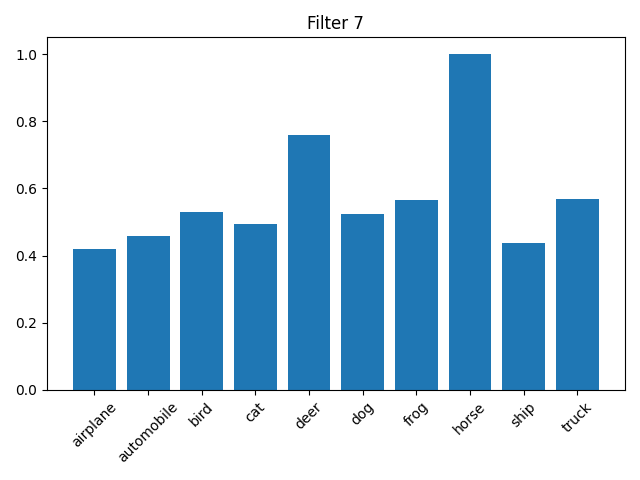 Filter 7
1.0
0.8
0.6
0.4
0.2
0.0
airplane
automobile
bird
cat
deer
dog
frog
horse
ship
truck